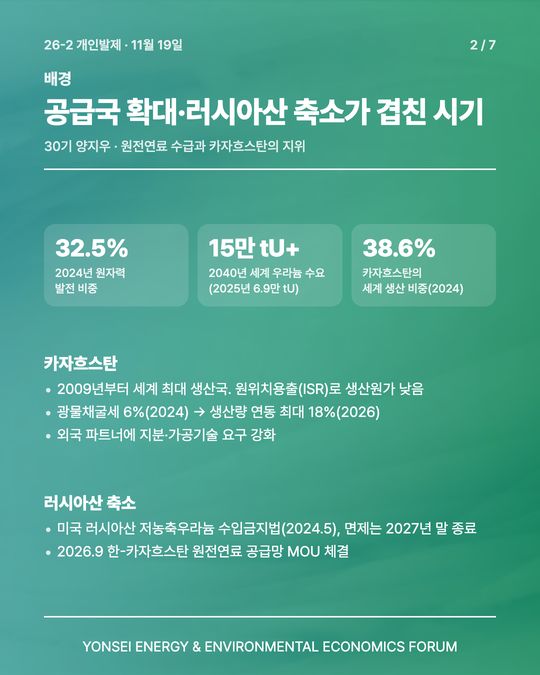 26-2 개인발제 · 11월 19일
2 / 7
배경
공급국 확대·러시아산 축소가 겹친 시기
30기 양지우 · 원전연료 수급과 카자흐스탄의 지위
32.5%
2024년 원자력
발전 비중
15만 tU+
2040년 세계 우라늄 수요
(2025년 6.9만 tU)
38.6%
카자흐스탄의
세계 생산 비중(2024)
카자흐스탄
• 2009년부터 세계 최대 생산국. 원위치용출(ISR)로 생산원가 낮음
• 광물채굴세 6%(2024) → 생산량 연동 최대 18%(2026)
• 외국 파트너에 지분·가공기술 요구 강화
러시아산 축소
• 미국 러시아산 저농축우라늄 수입금지법(2024.5), 면제는 2027년 말 종료
• 2026.9 한-카자흐스탄 원전연료 공급망 MOU 체결
YONSEI ENERGY & ENVIRONMENTAL ECONOMICS FORUM